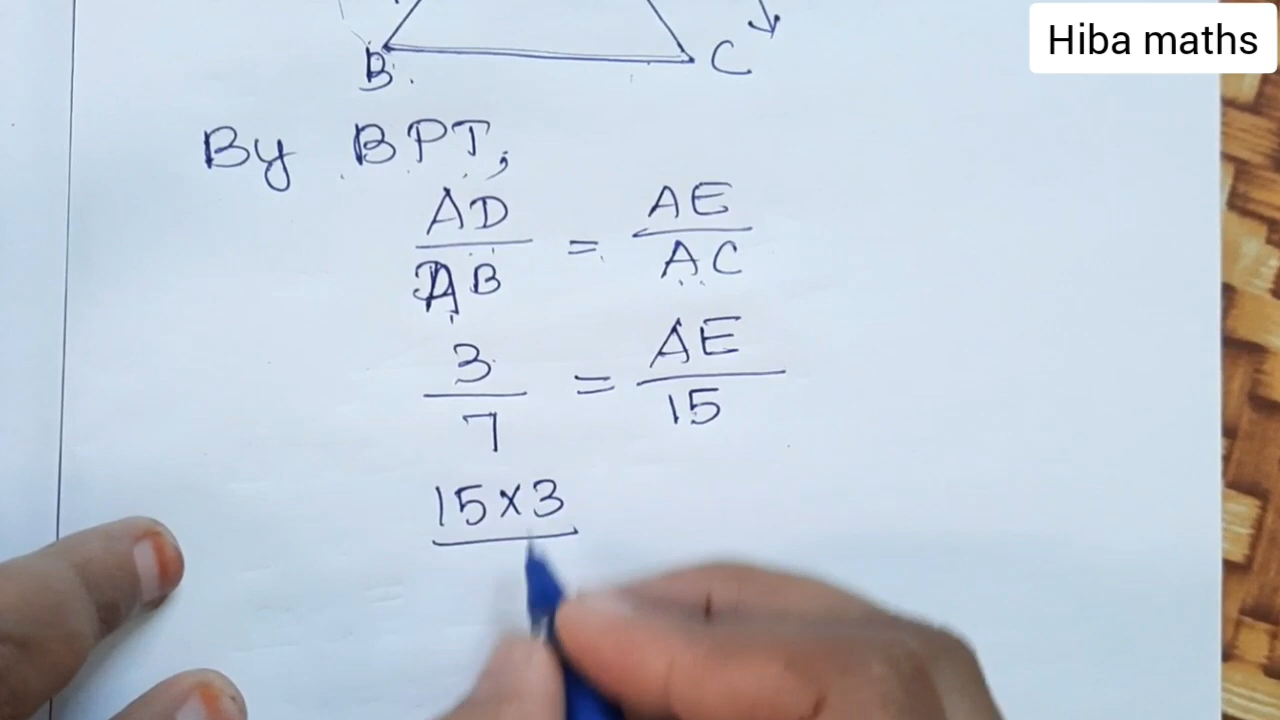 Hiba maths
B
C
By BPT,
AD/AB = AE/AC
3/7 = AE/15
15×3